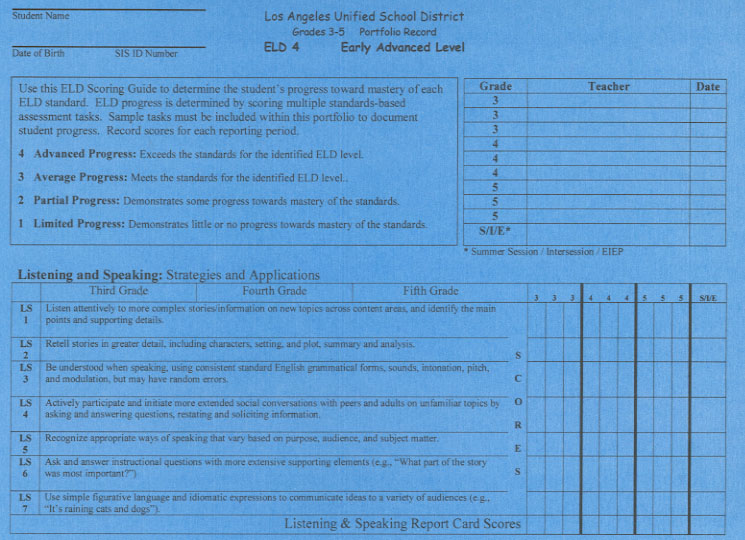 Student Name
Los Angeles Unified School District
Grades 3-5 Portfolio Record
Date of Birth SIS ID Number
ELD 4 Early Advanced Level
Use this ELD Scoring Guide to determine the student's progress toward mastery of each
ELD standard. ELD progress is determined by scoring multiple standards-based
assessment tasks. Sample tasks must be included within this portfolio to document
student progress. Record scores for each reporting period.
4 Advanced Progress: Exceeds the standards for the identified ELD level.
3 Average Progress: Meets the standards for the identified ELD level..
2 Partial Progress: Demonstrates some progress towards mastery of the standards.
1 Limited Progress: Demonstrates little or no progress towards mastery of the standards.
Grade Teacher Date
3
3
3
4
4
4
5
5
5
S/I/E*
* Summer Session / Intersession / EIEP
Listening and Speaking: Strategies and Applications
Third Grade Fourth Grade Fifth Grade
3 3 3 4 4 4 5 5 5 S/I/E
LS 1 Listen attentively to more complex stories/information on new topics across content areas, and identify the main
points and supporting details.
LS 2 Retell stories in greater detail, including characters, setting, and plot, summary and analysis.
LS 3 Be understood when speaking, using consistent standard English grammatical forms, sounds, intonation, pitch,
and modulation, but may have random errors.
LS 4 Actively participate and initiate more extended social conversations with peers and adults on unfamiliar topics by
asking and answering questions, restating and soliciting information.
LS 5 Recognize appropriate ways of speaking that vary based on purpose, audience, and subject matter.
LS 6 Ask and answer instructional questions with more extensive supporting elements (e.g., "What part of the story
was most important?")
LS 7 Use simple figurative language and idiomatic expressions to communicate ideas to a variety of audiences (e.g.,
"It's raining cats and dogs").
SCORES
Listening & Speaking Report Card Scores